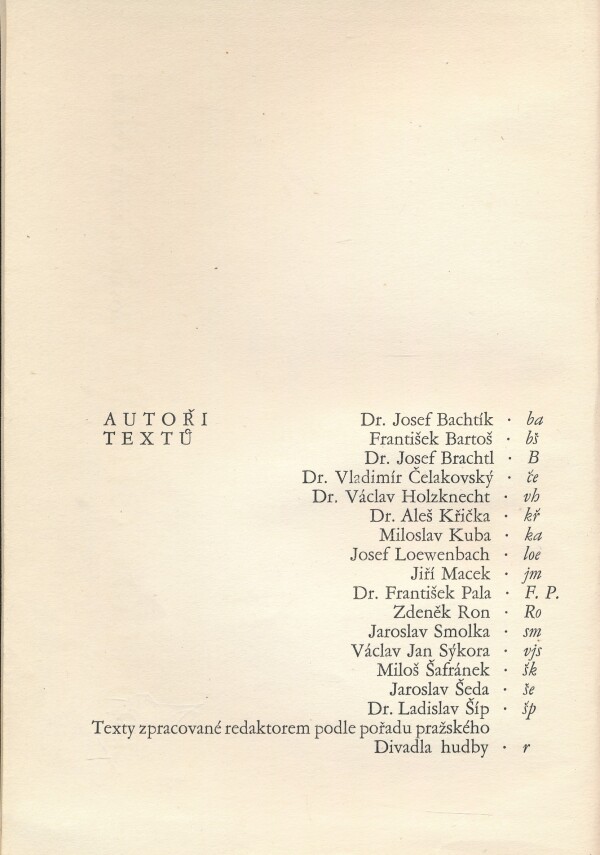 AUTOŘI
TEXTŮ
Dr. Josef Bachtík · ba
František Bartoš · bš
Dr. Josef Brachtl · B
Dr. Vladimír Čelakovský · če
Dr. Václav Holzknecht · vh
Dr. Aleš Křička · kř
Miloslav Kuba · ka
Josef Loewenbach · loe
Jiří Macek · jm
Dr. František Pala · F. P.
Zdeněk Ron · Ro
Jaroslav Smolka · sm
Václav Jan Sýkora · vjs
Miloš Šafránek · šk
Jaroslav Šeda · še
Dr. Ladislav Šíp · šp
Texty zpracované redaktorem podle pořadu pražského
Divadla hudby · r